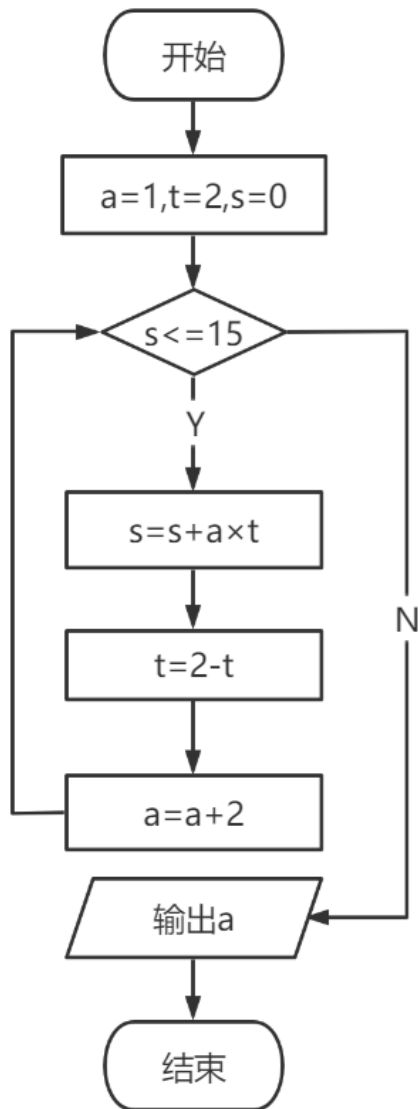 开始
a=1,t=2,s=0
s<=15
Y
s=s+a×t
N
t=2-t
a=a+2
输出a
结束